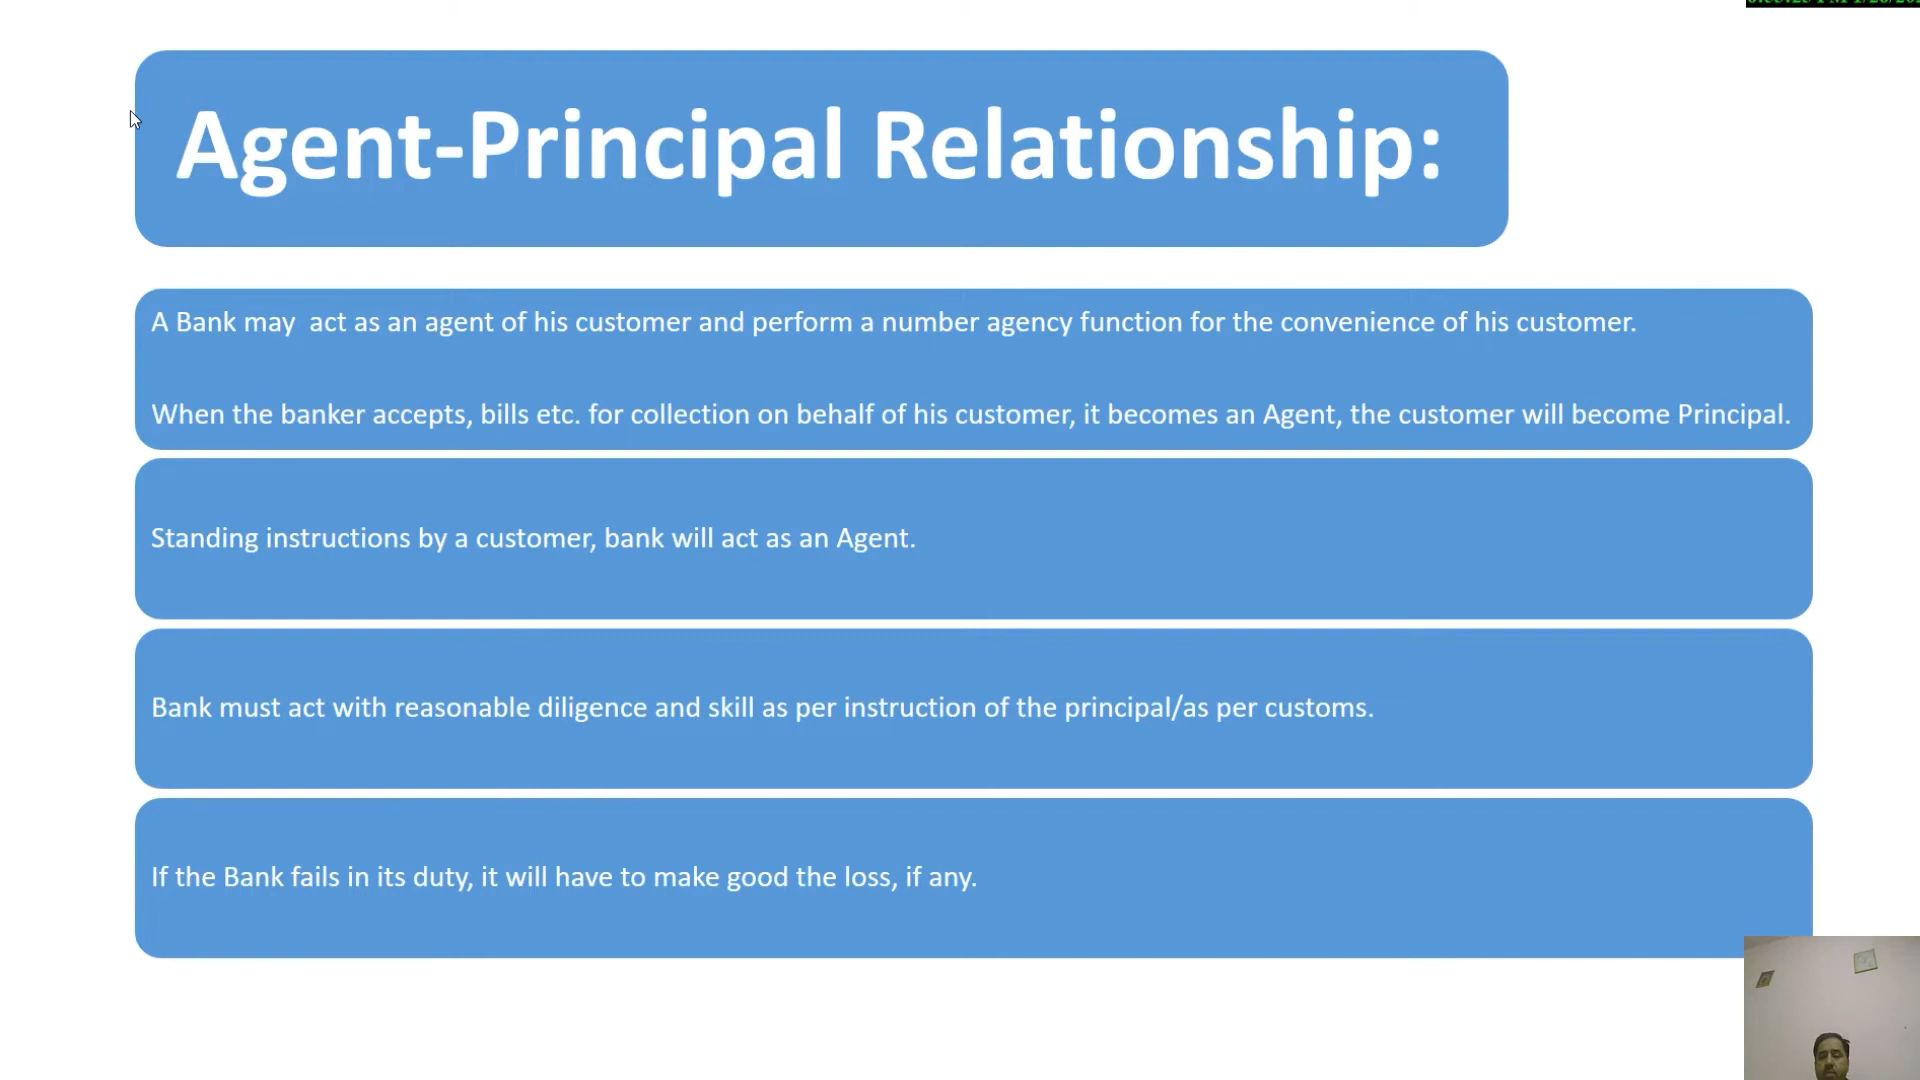 Agent-Principal Relationship:
A Bank may  act as an agent of his customer and perform a number agency function for the convenience of his customer.
When the banker accepts, bills etc. for collection on behalf of his customer, it becomes an Agent, the customer will become Principal.
Standing instructions by a customer, bank will act as an Agent.
Bank must act with reasonable diligence and skill as per instruction of the principal/as per customs.
If the Bank fails in its duty, it will have to make good the loss, if any.